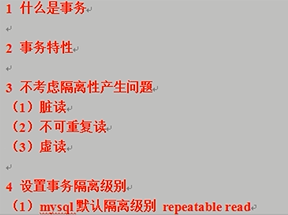 1 什么是事务
2 事务特性
3 不考虑隔离性产生问题
（1）脏读
（2）不可重复读
（3）虚读
4 设置事务隔离级别
（1）mysql 默认隔离级别 repeatable read